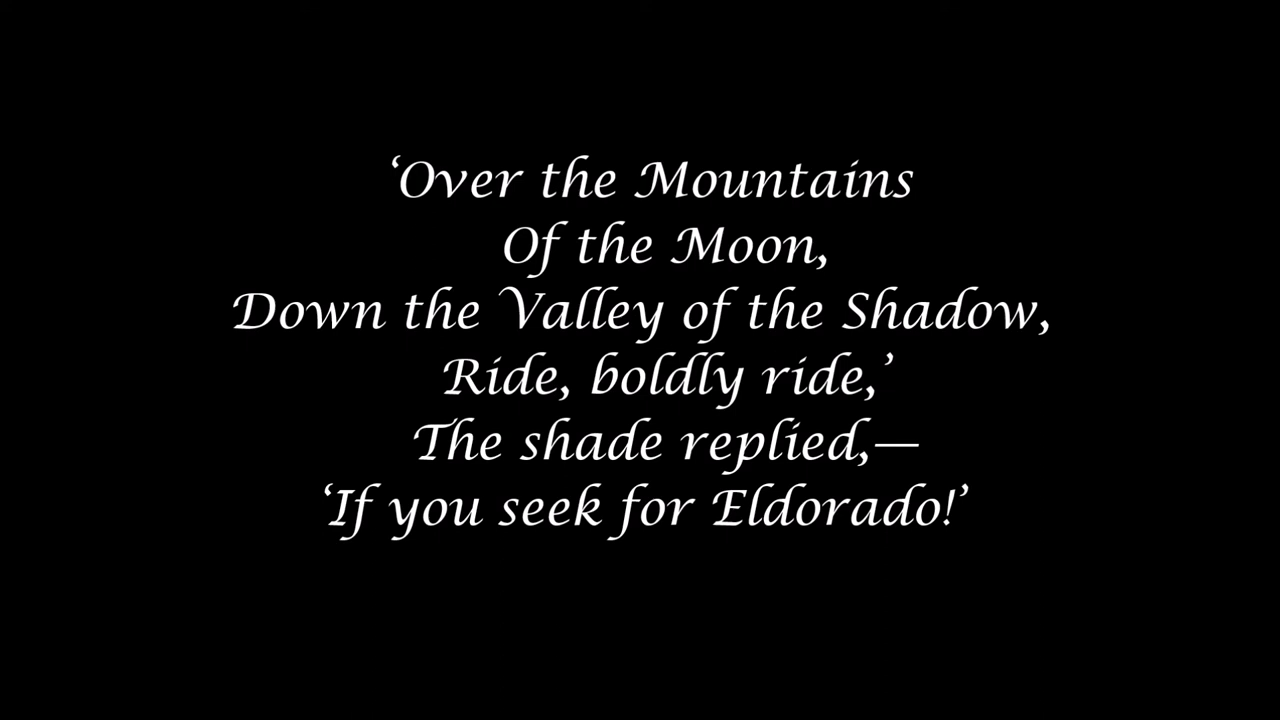 ‘Over the Mountains
Of the Moon,
Down the Valley of the Shadow,
Ride, boldly ride,’
The shade replied,—
‘If you seek for Eldorado!’